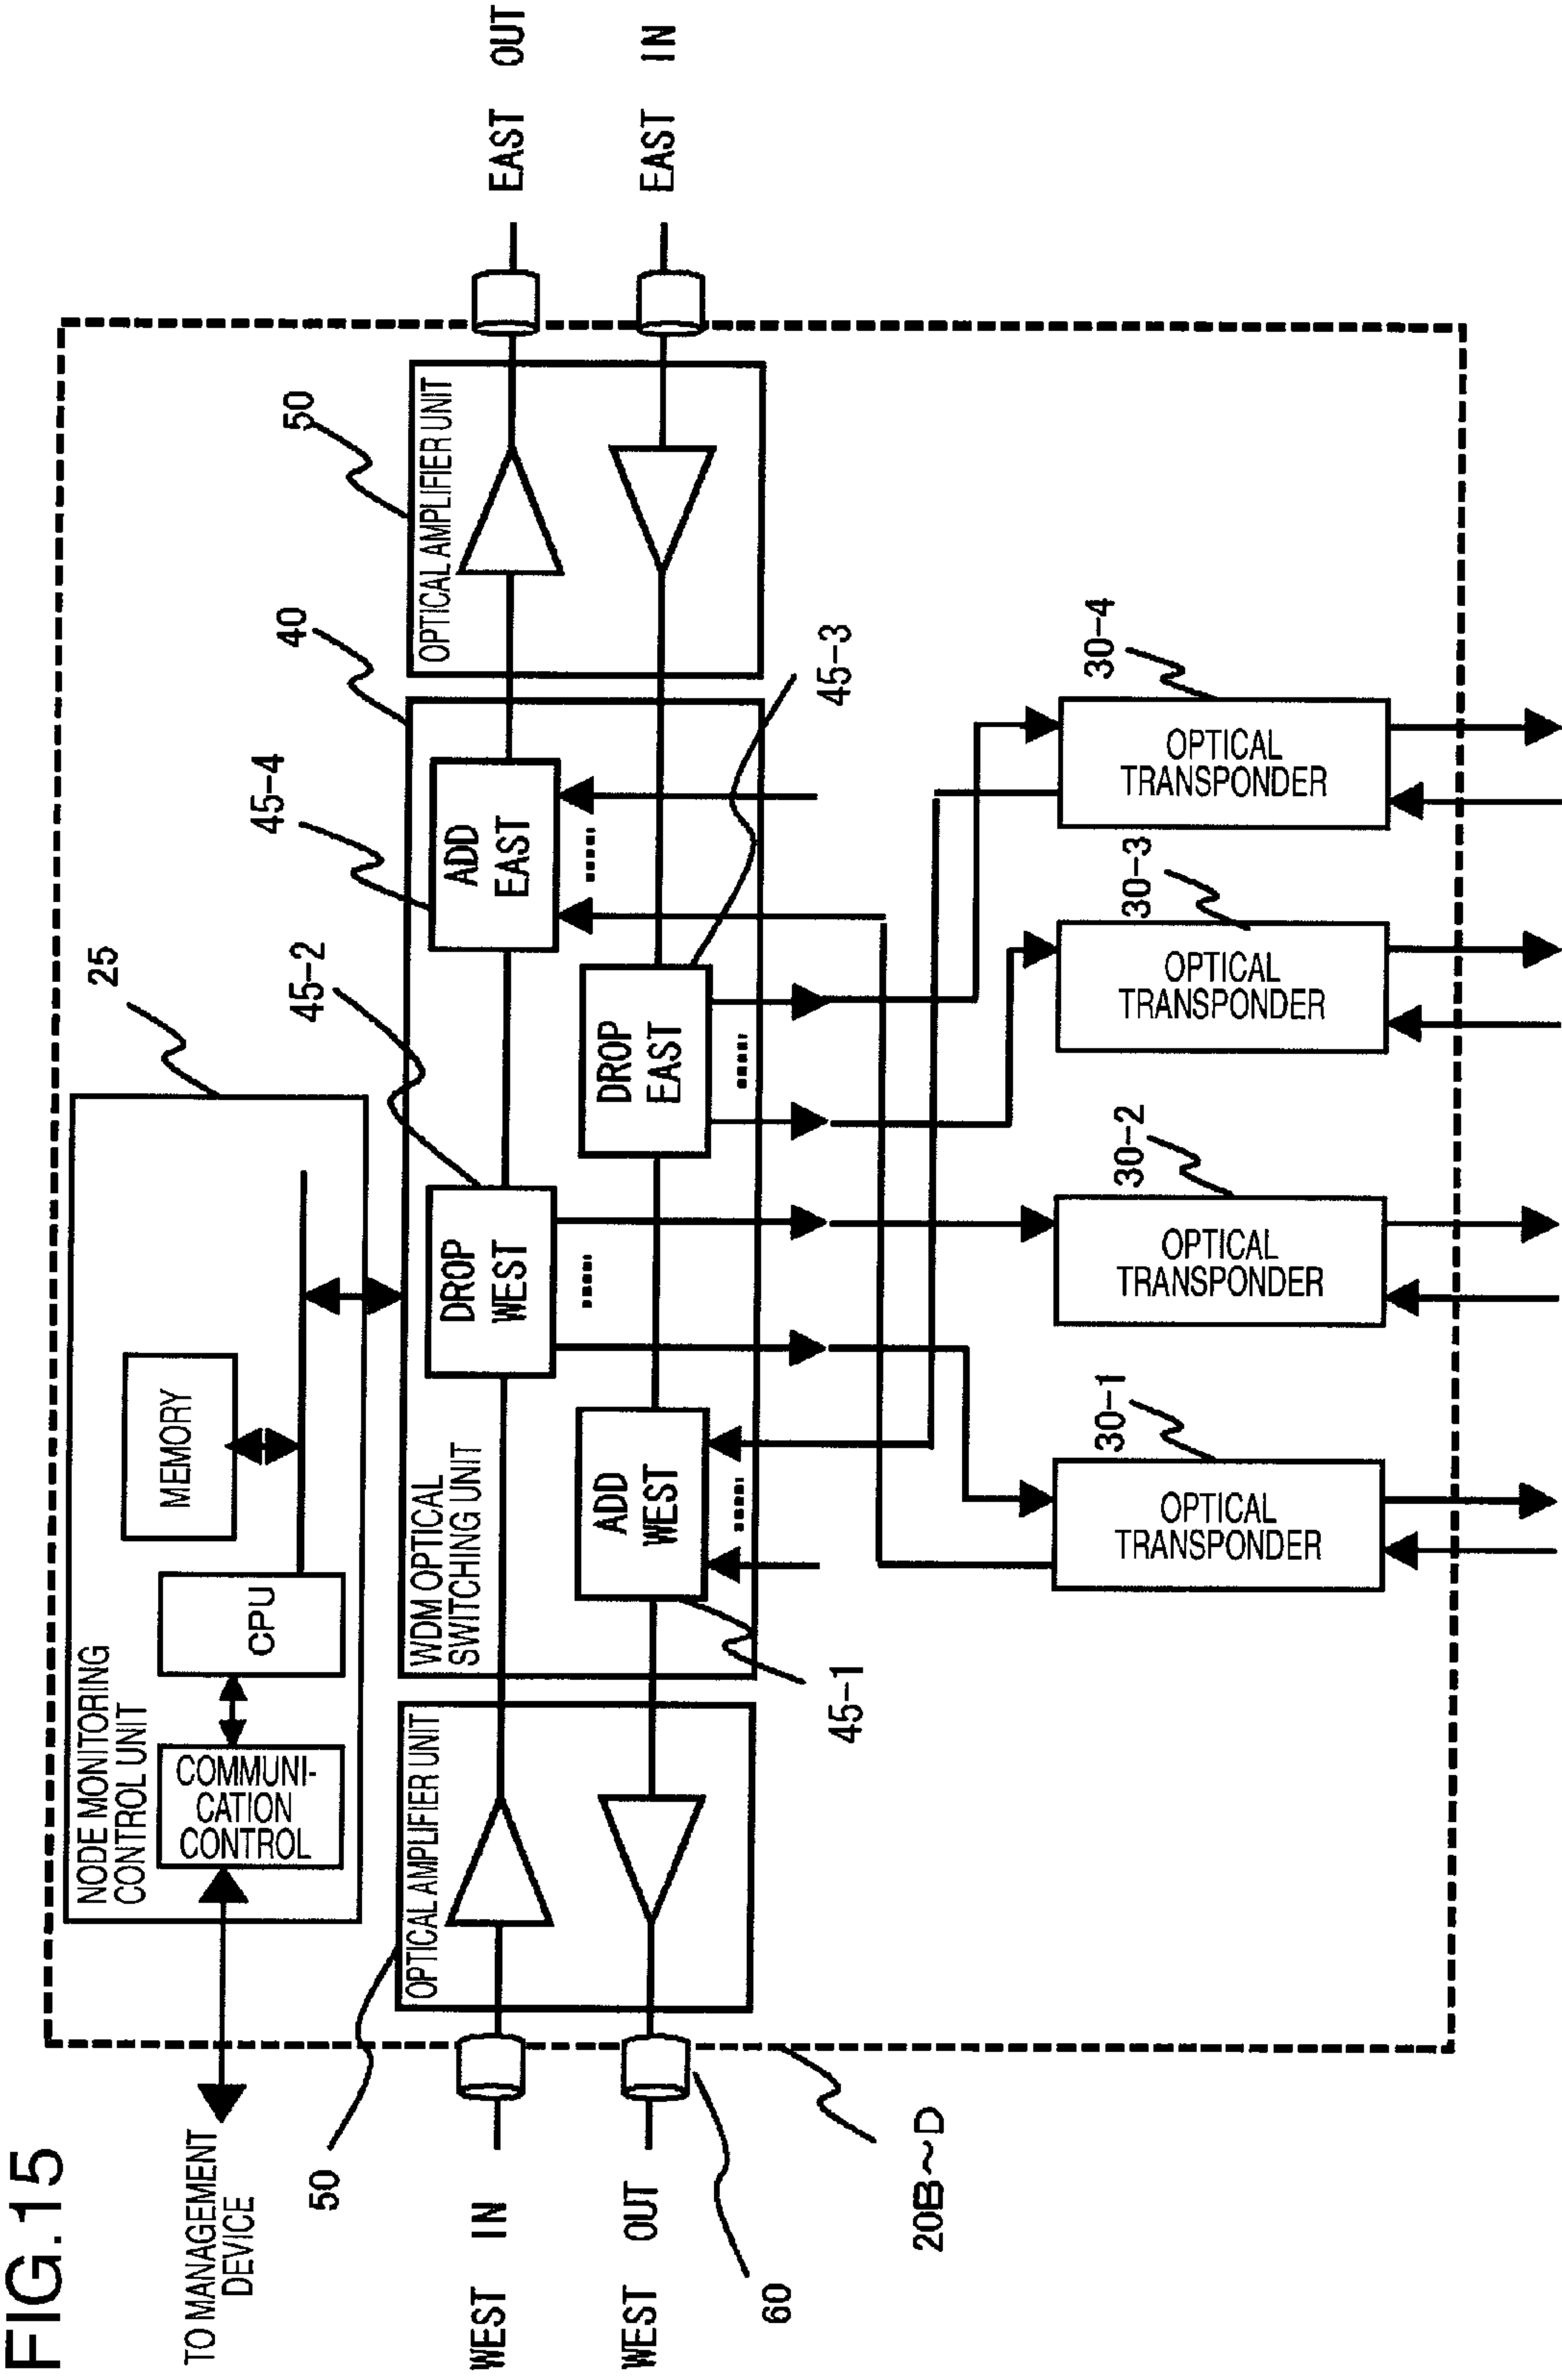 FIG.15
TO MANAGEMENT
DEVICE
NODE MONITORING
CONTROL UNIT
COMMUNI-
CATION
CONTROL
CPU
MEMORY
25
50
OPTICAL AMPLIFIER UNIT
WDM OPTICAL
SWITCHING UNIT
45-2
45-4
40
50
OPTICAL AMPLIFIER UNIT
WEST IN
DROP
WEST
ADD
EAST
EAST OUT
WEST OUT
ADD
WEST
DROP
EAST
EAST IN
60
45-1
45-3
20B~D
30-1
30-2
30-3
30-4
OPTICAL
TRANSPONDER
OPTICAL
TRANSPONDER
OPTICAL
TRANSPONDER
OPTICAL
TRANSPONDER